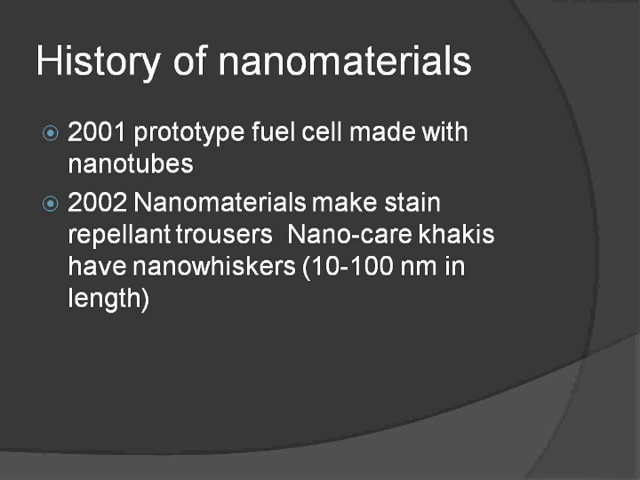 History of nanomaterials
2001 prototype fuel cell made with
nanotubes
2002 Nanomaterials make stain
repellant trousers  Nano-care khakis
have nanowhiskers (10-100 nm in
length)